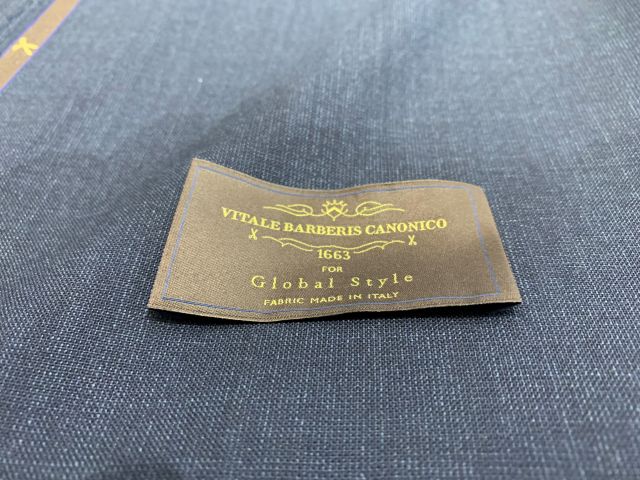 VITALE BARBERIS CANONICO
1663
FOR
Global Style
FABRIC MADE IN ITALY